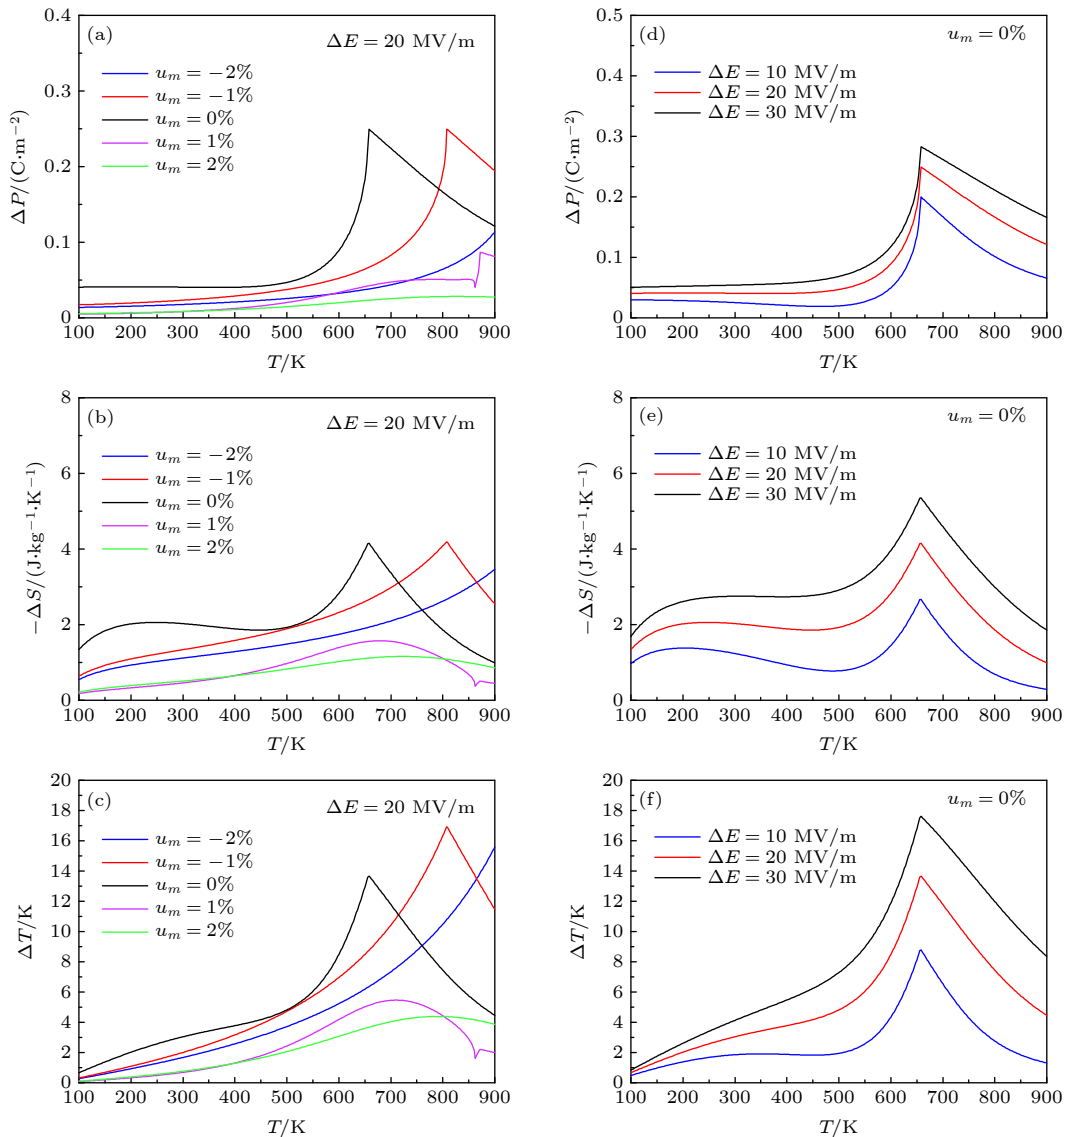 (a)
ΔE = 20 MV/m
u_m = −2%
u_m = −1%
u_m = 0%
u_m = 1%
u_m = 2%
ΔP/(C·m⁻²)
0.4
0.3
0.2
0.1
0
100 200 300 400 500 600 700 800 900
T/K
(d)
u_m = 0%
ΔE = 10 MV/m
ΔE = 20 MV/m
ΔE = 30 MV/m
ΔP/(C·m⁻²)
0.5
0.4
0.3
0.2
0.1
0
100 200 300 400 500 600 700 800 900
T/K
(b)
ΔE = 20 MV/m
u_m = −2%
u_m = −1%
u_m = 0%
u_m = 1%
u_m = 2%
−ΔS/(J·kg⁻¹·K⁻¹)
8
6
4
2
0
100 200 300 400 500 600 700 800 900
T/K
(e)
u_m = 0%
ΔE = 10 MV/m
ΔE = 20 MV/m
ΔE = 30 MV/m
−ΔS/(J·kg⁻¹·K⁻¹)
8
6
4
2
0
100 200 300 400 500 600 700 800 900
T/K
(c)
ΔE = 20 MV/m
u_m = −2%
u_m = −1%
u_m = 0%
u_m = 1%
u_m = 2%
ΔT/K
20
18
16
14
12
10
8
6
4
2
0
100 200 300 400 500 600 700 800 900
T/K
(f)
u_m = 0%
ΔE = 10 MV/m
ΔE = 20 MV/m
ΔE = 30 MV/m
ΔT/K
20
18
16
14
12
10
8
6
4
2
0
100 200 300 400 500 600 700 800 900
T/K